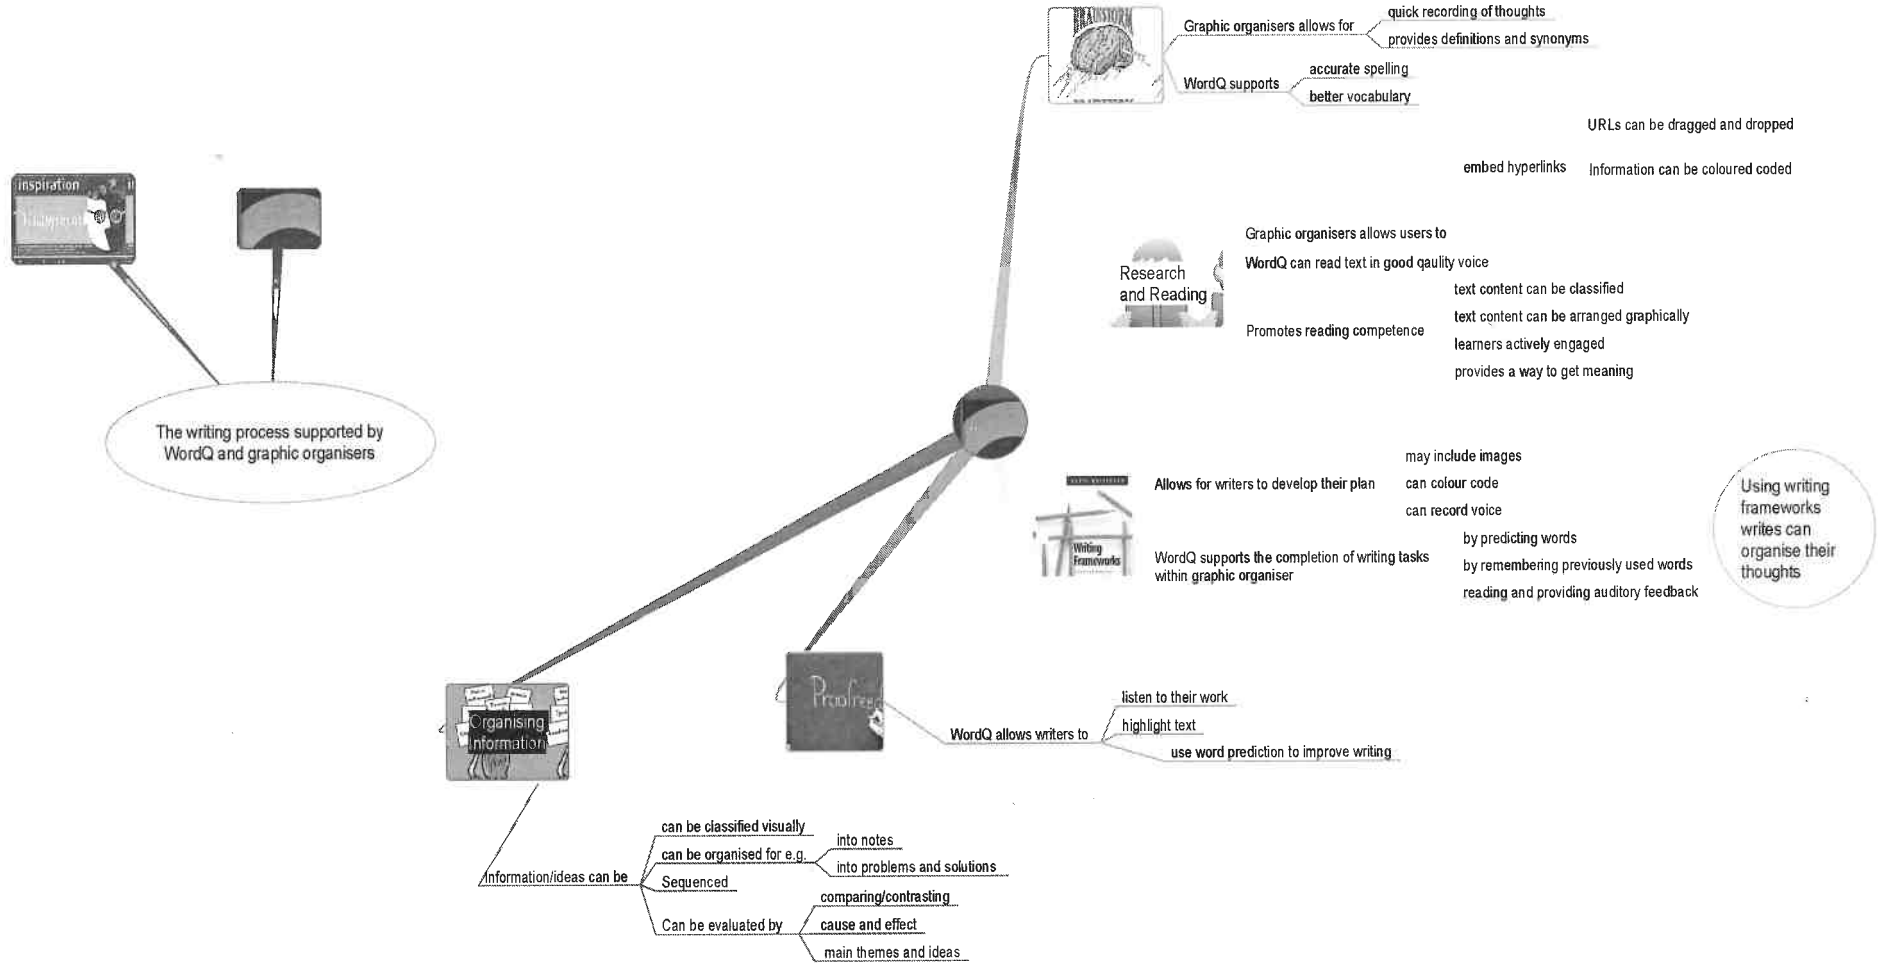 inspiration
The writing process supported by
WordQ and graphic organisers
BRAINSTORM
Graphic organisers allows for
quick recording of thoughts
provides definitions and synonyms
WordQ supports
accurate spelling
better vocabulary
URLs can be dragged and dropped
embed hyperlinks
Information can be coloured coded
Research
and Reading
Graphic organisers allows users to
WordQ can read text in good qaulity voice
Promotes reading competence
text content can be classified
text content can be arranged graphically
learners actively engaged
provides a way to get meaning
Writing
Frameworks
Allows for writers to develop their plan
may include images
can colour code
can record voice
WordQ supports the completion of writing tasks
within graphic organiser
by predicting words
by remembering previously used words
reading and providing auditory feedback
Using writing
frameworks
writes can
organise their
thoughts
Proofread
WordQ allows writers to
listen to their work
highlight text
use word prediction to improve writing
Organising
Information
Information/ideas can be
can be classified visually
can be organised for e.g.
into notes
into problems and solutions
Sequenced
Can be evaluated by
comparing/contrasting
cause and effect
main themes and ideas